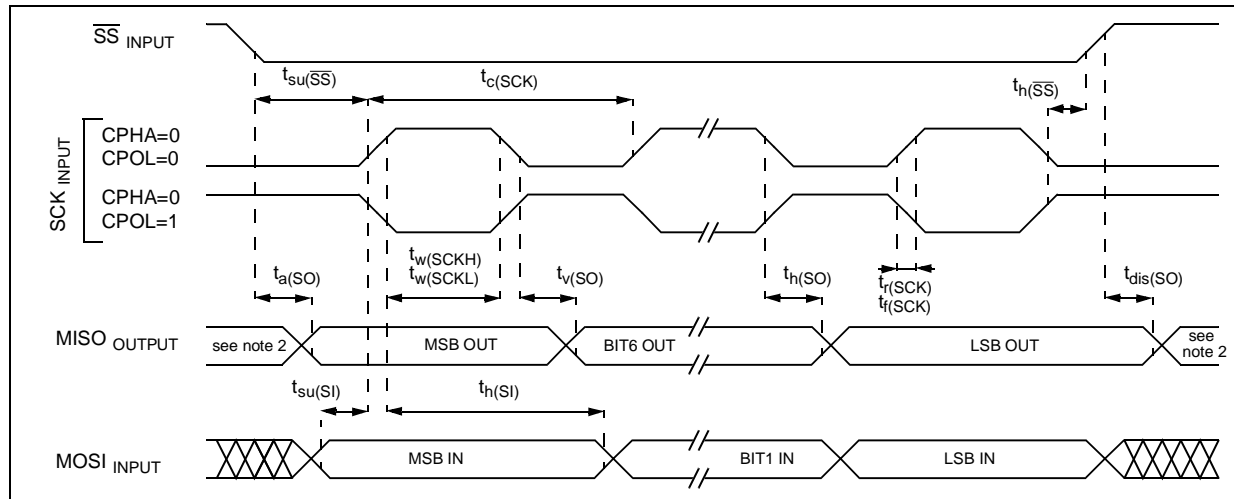 SS INPUT
tsu(SS)
tc(SCK)
th(SS)
SCK INPUT
CPHA=0
CPOL=0
CPHA=0
CPOL=1
ta(SO)
tw(SCKH)
tw(SCKL)
tv(SO)
th(SO)
tr(SCK)
tf(SCK)
tdis(SO)
MISO OUTPUT
see note 2
MSB OUT
BIT6 OUT
LSB OUT
see
note 2
tsu(SI)
th(SI)
MOSI INPUT
MSB IN
BIT1 IN
LSB IN